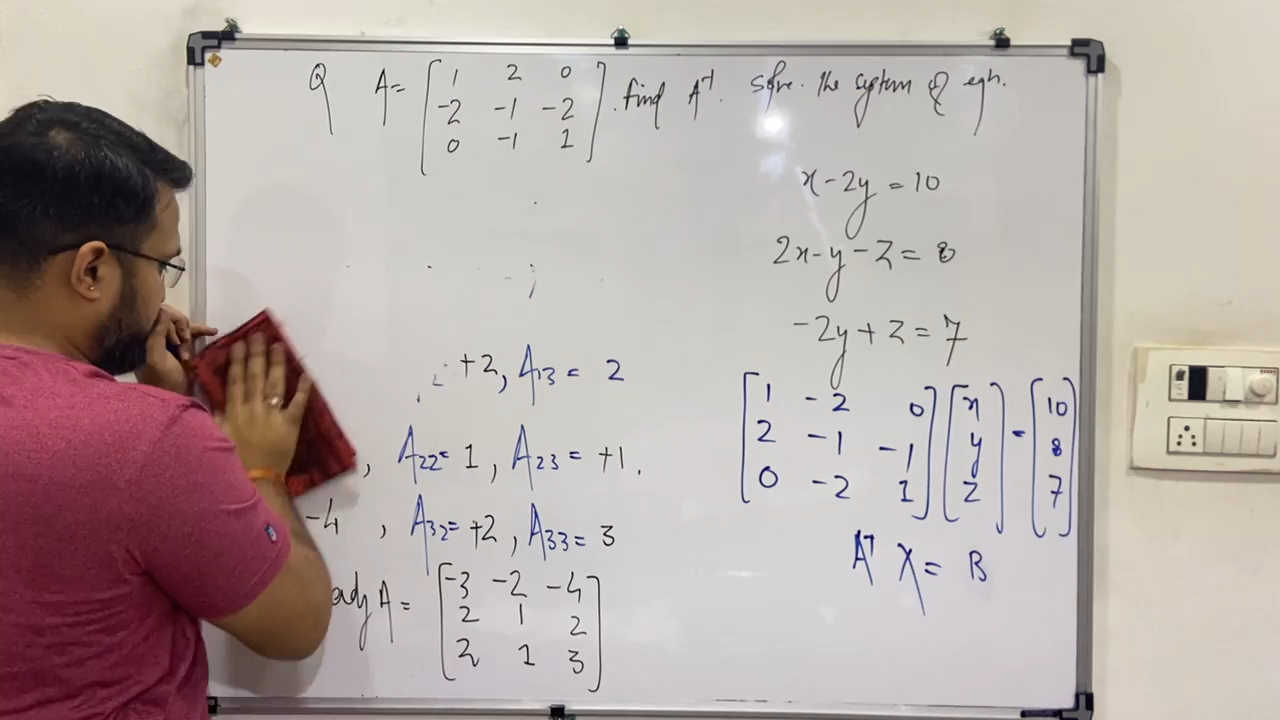 Q A = [ 1 2 0
-2 -1 -2
0 -1 1 ] . find A⁻¹. Solve. the system of eqn.
x - 2y = 10
2x - y - z = 8
-2y + z = 7
+2, A13 = 2
, A22 = 1, A23 = +1.
-4 , A32 = +2, A33 = 3
adj A = [ -3 -2 -4
2 1 2
2 1 3 ]
[ 1 -2 0 ] [ x ] = [ 10 ]
[ 2 -1 -1 ] [ y ] [ 8 ]
[ 0 -2 1 ] [ z ] [ 7 ]
Aᵀ X = B